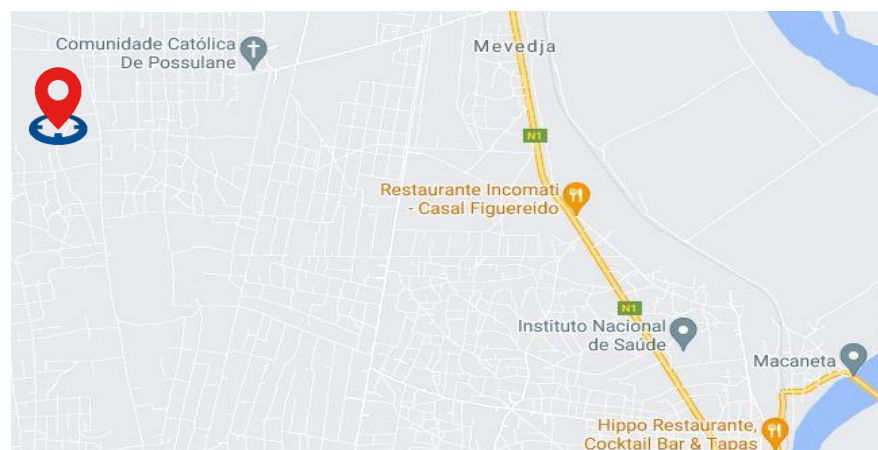 Comunidade Católica
De Possulane
Mevedja
N1
Restaurante Incomati
- Casal Figuereido
N1
Instituto Nacional
de Saúde
Macaneta
Hippo Restaurante,
Cocktail Bar & Tapas